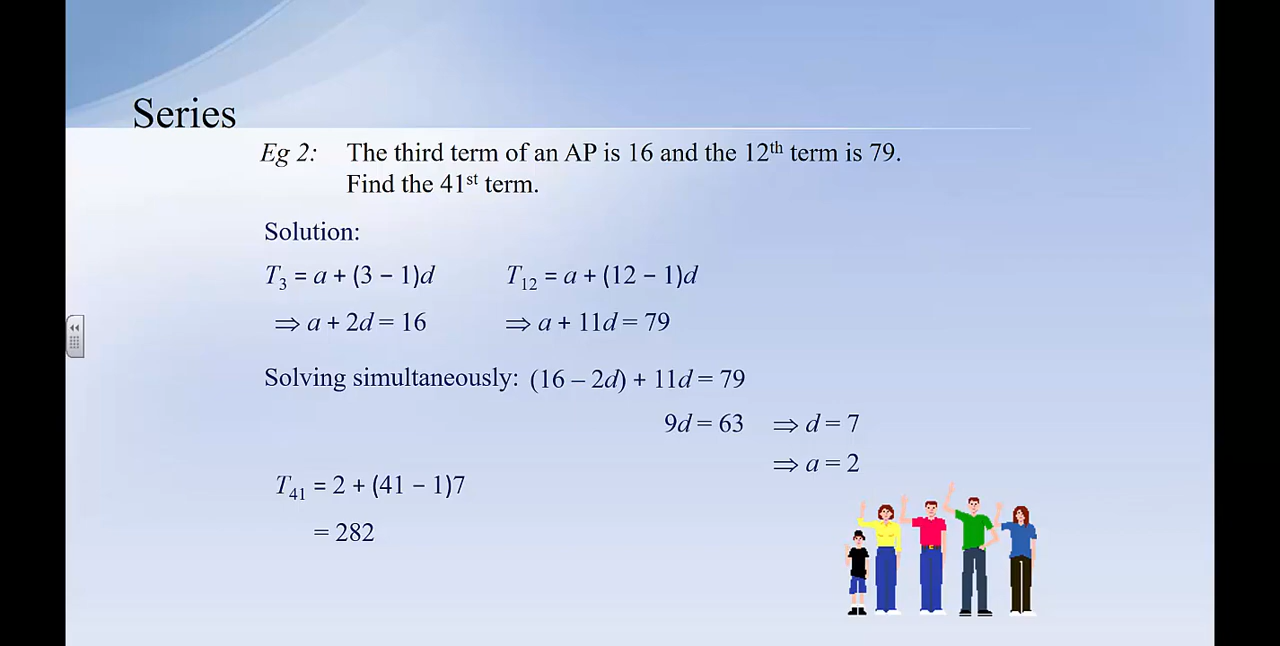 Series
Eg 2: The third term of an AP is 16 and the 12th term is 79.
Find the 41st term.
Solution:
T₃ = a + (3 − 1)d T₁₂ = a + (12 − 1)d
⇒ a + 2d = 16 ⇒ a + 11d = 79
Solving simultaneously: (16 – 2d) + 11d = 79
9d = 63 ⇒ d = 7
⇒ a = 2
T₄₁ = 2 + (41 − 1)7
= 282